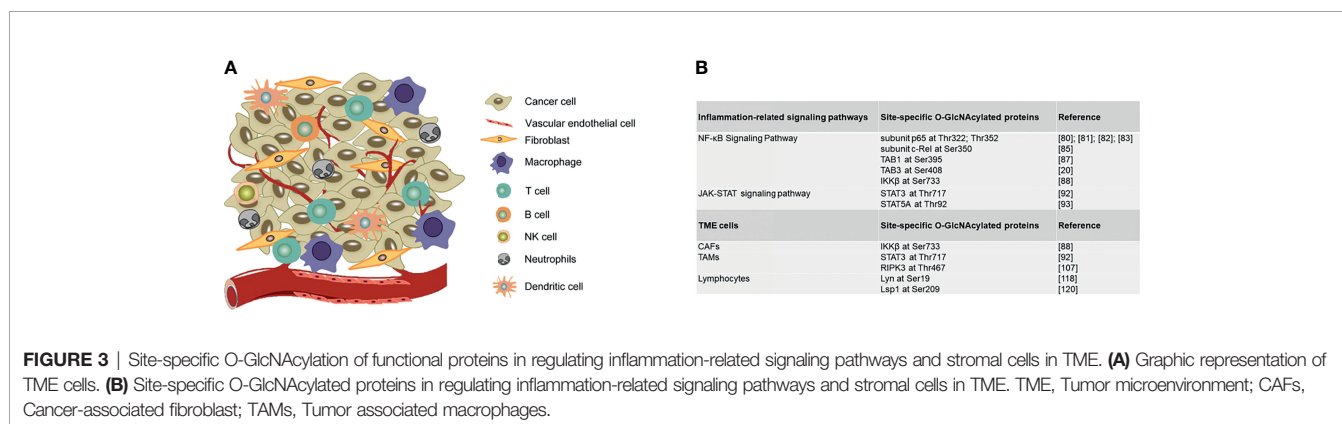 A
Cancer cell
Vascular endothelial cell
Fibroblast
Macrophage
T cell
B cell
NK cell
Neutrophils
Dendritic cell
B
Inflammation-related signaling pathways Site-specific O-GlcNAcylated proteins Reference
NF-κB Signaling Pathway subunit p65 at Thr322; Thr352 [80]; [81]; [82]; [83]
subunit c-Rel at Ser350 [85]
TAB1 at Ser395 [87]
TAB3 at Ser408 [20]
IKKβ at Ser733 [88]
JAK-STAT signaling pathway STAT3 at Thr717 [92]
STAT5A at Thr92 [93]
TME cells Site-specific O-GlcNAcylated proteins Reference
CAFs IKKβ at Ser733 [88]
TAMs STAT3 at Thr717 [92]
RIPK3 at Thr467 [107]
Lymphocytes Lyn at Ser19 [118]
Lsp1 at Ser209 [120]
FIGURE 3 | Site-specific O-GlcNAcylation of functional proteins in regulating inflammation-related signaling pathways and stromal cells in TME. (A) Graphic representation of
TME cells. (B) Site-specific O-GlcNAcylated proteins in regulating inflammation-related signaling pathways and stromal cells in TME. TME, Tumor microenvironment; CAFs,
Cancer-associated fibroblast; TAMs, Tumor associated macrophages.